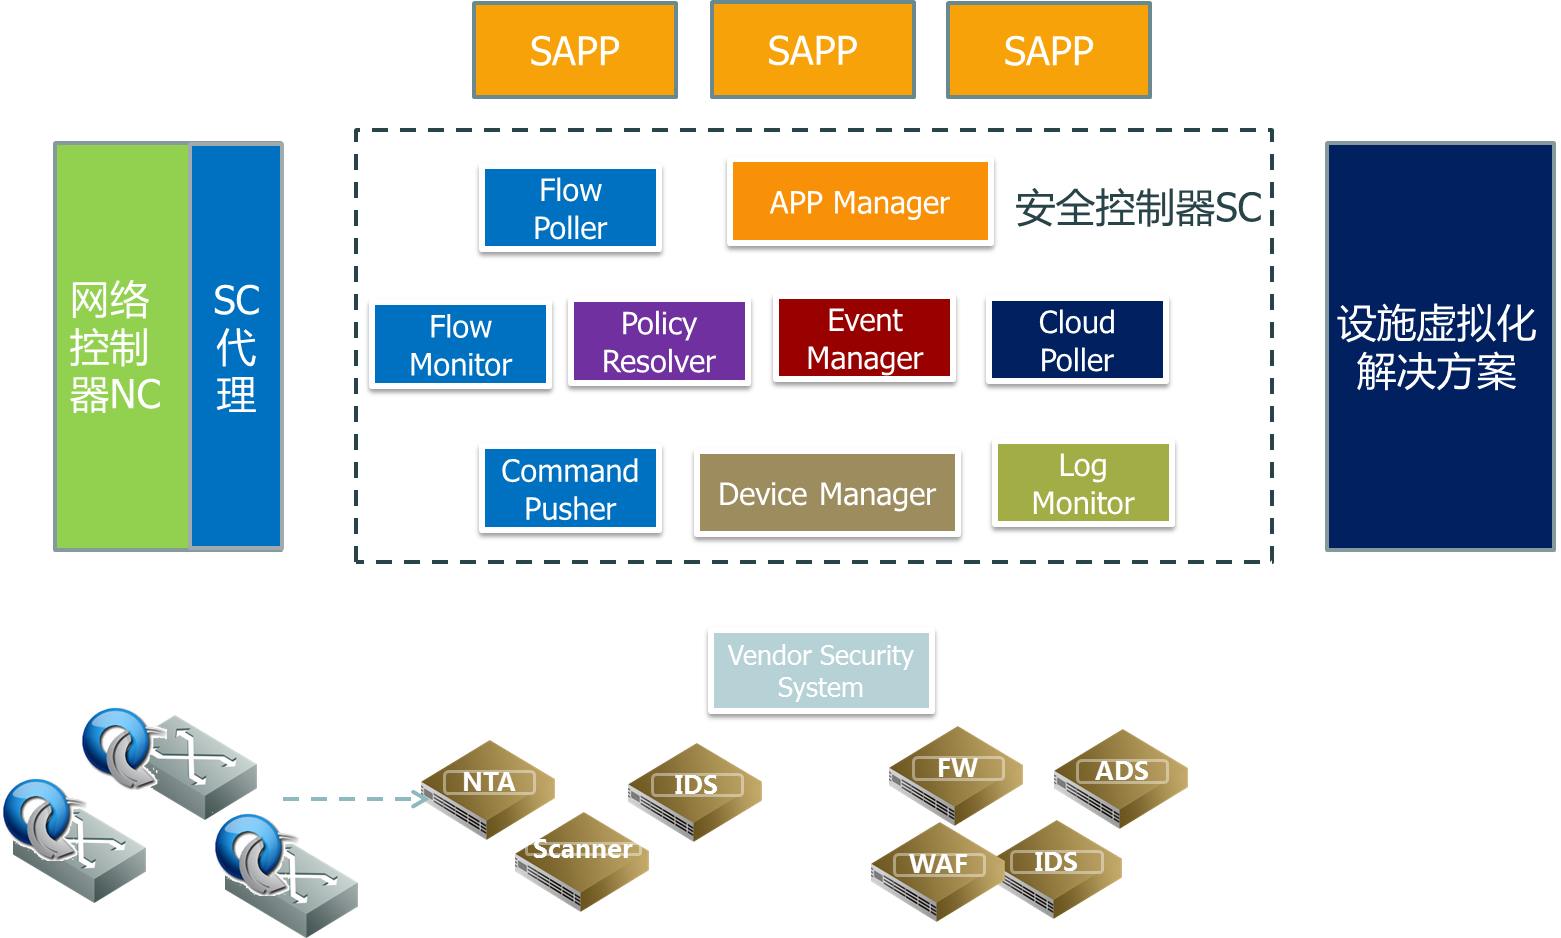 SAPP
SAPP
SAPP
网络
控制
器NC
SC
代
理
Flow
Poller
APP Manager
安全控制器SC
Flow
Monitor
Policy
Resolver
Event
Manager
Cloud
Poller
Command
Pusher
Device Manager
Log
Monitor
设施虚拟化
解决方案
Vendor Security
System
NTA
IDS
Scanner
FW
ADS
WAF
IDS